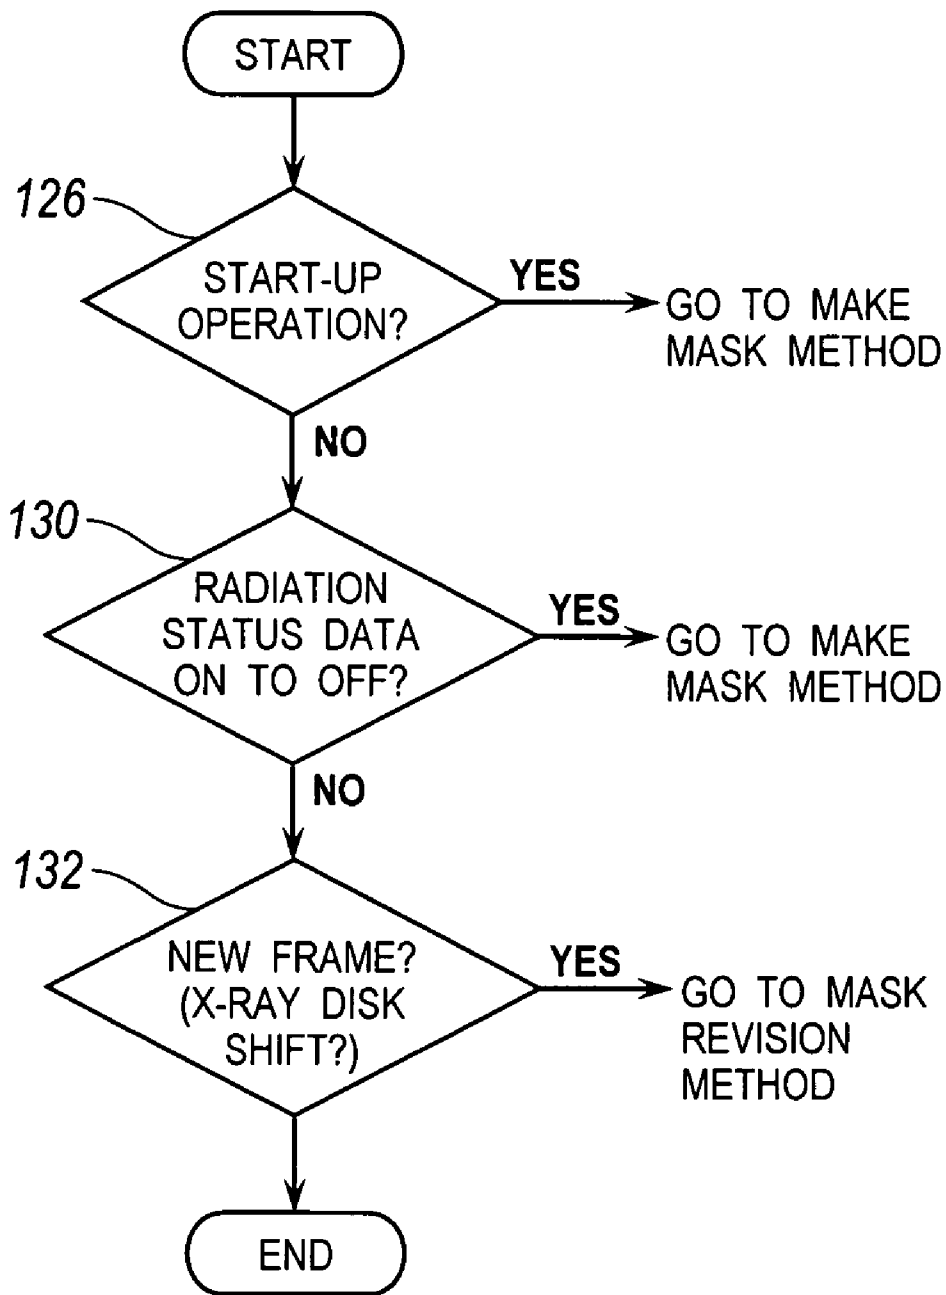 START
126
START-UP
OPERATION?
YES
GO TO MAKE
MASK METHOD
NO
130
RADIATION
STATUS DATA
ON TO OFF?
YES
GO TO MAKE
MASK METHOD
NO
132
NEW FRAME?
(X-RAY DISK
SHIFT?)
YES
GO TO MASK
REVISION
METHOD
END